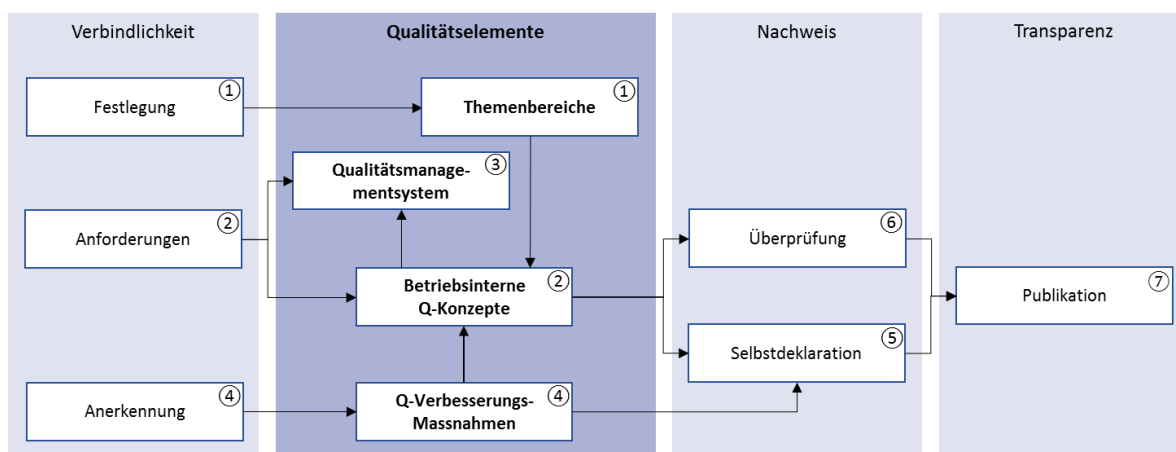 Verbindlichkeit
Qualitätselemente
Nachweis
Transparenz
Festlegung
①
Themenbereiche
①
Qualitätsmanage-
mentsystem
③
Anforderungen
②
Betriebsinterne
Q-Konzepte
②
Überprüfung
⑥
Publikation
⑦
Selbstdeklaration
⑤
Anerkennung
④
Q-Verbesserungs-
Massnahmen
④